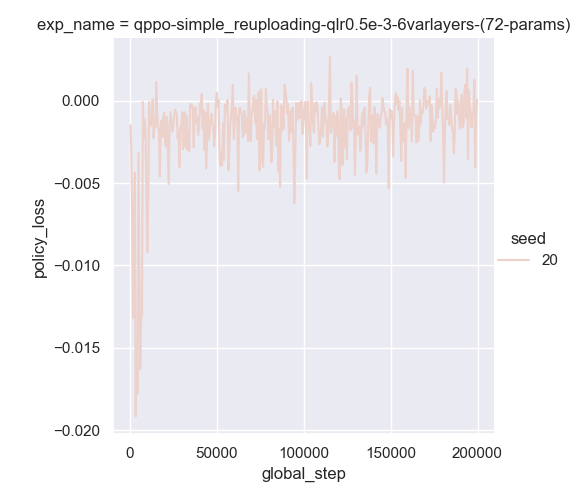 exp_name = qppo-simple_reuploading-qlr0.5e-3-6varlayers-(72-params)
0.000
−0.005
−0.010
−0.015
−0.020
policy_loss
0
50000
100000
150000
200000
global_step
seed
20